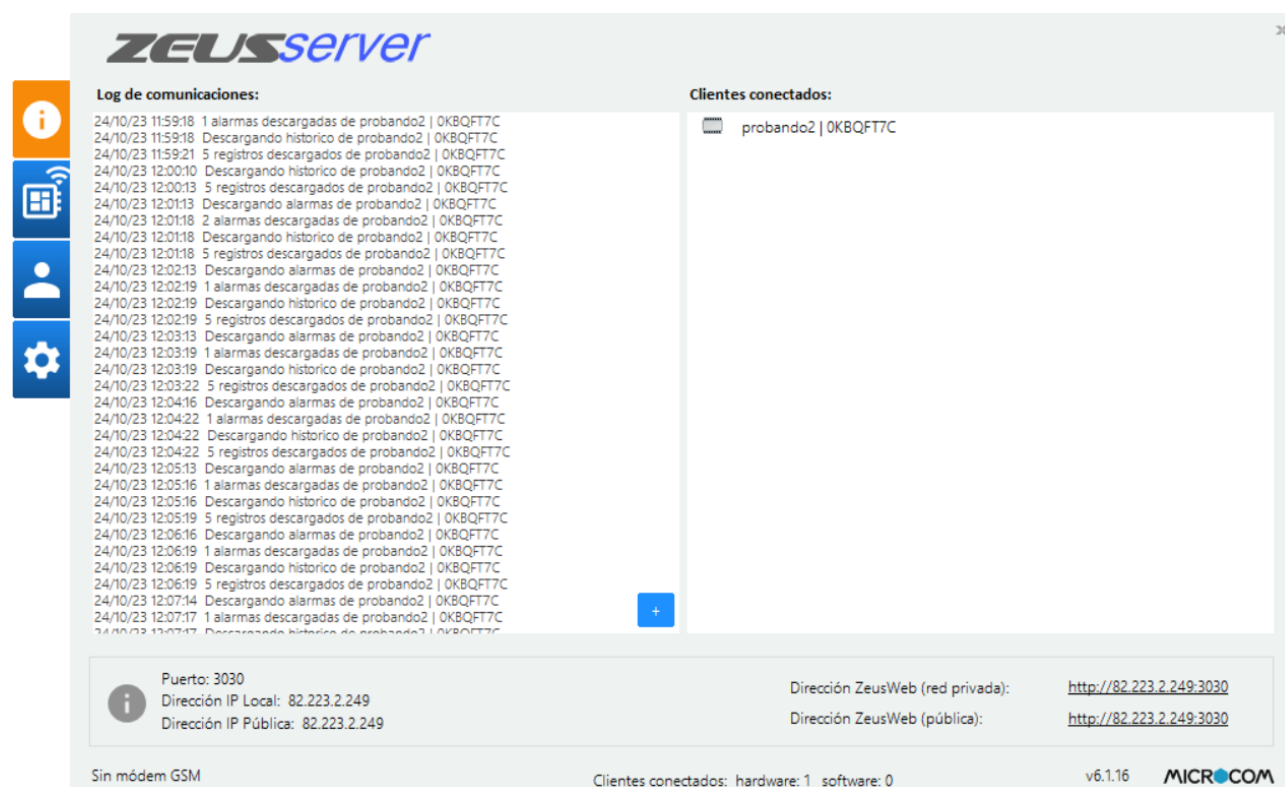 ZEUSserver
Log de comunicaciones:
24/10/23 11:59:18 1 alarmas descargadas de probando2 | 0KBQFT7C
24/10/23 11:59:18 Descargando historico de probando2 | 0KBQFT7C
24/10/23 11:59:21 5 registros descargados de probando2 | 0KBQFT7C
24/10/23 12:00:10 Descargando historico de probando2 | 0KBQFT7C
24/10/23 12:00:13 5 registros descargados de probando2 | 0KBQFT7C
24/10/23 12:01:13 Descargando alarmas de probando2 | 0KBQFT7C
24/10/23 12:01:18 2 alarmas descargadas de probando2 | 0KBQFT7C
24/10/23 12:01:18 Descargando historico de probando2 | 0KBQFT7C
24/10/23 12:01:18 5 registros descargados de probando2 | 0KBQFT7C
24/10/23 12:02:13 Descargando alarmas de probando2 | 0KBQFT7C
24/10/23 12:02:19 1 alarmas descargadas de probando2 | 0KBQFT7C
24/10/23 12:02:19 Descargando historico de probando2 | 0KBQFT7C
24/10/23 12:02:19 5 registros descargados de probando2 | 0KBQFT7C
24/10/23 12:03:13 Descargando alarmas de probando2 | 0KBQFT7C
24/10/23 12:03:19 1 alarmas descargadas de probando2 | 0KBQFT7C
24/10/23 12:03:19 Descargando historico de probando2 | 0KBQFT7C
24/10/23 12:03:22 5 registros descargados de probando2 | 0KBQFT7C
24/10/23 12:04:16 Descargando alarmas de probando2 | 0KBQFT7C
24/10/23 12:04:22 1 alarmas descargadas de probando2 | 0KBQFT7C
24/10/23 12:04:22 Descargando historico de probando2 | 0KBQFT7C
24/10/23 12:04:22 5 registros descargados de probando2 | 0KBQFT7C
24/10/23 12:05:13 Descargando alarmas de probando2 | 0KBQFT7C
24/10/23 12:05:16 1 alarmas descargadas de probando2 | 0KBQFT7C
24/10/23 12:05:16 Descargando historico de probando2 | 0KBQFT7C
24/10/23 12:05:19 5 registros descargados de probando2 | 0KBQFT7C
24/10/23 12:06:16 Descargando alarmas de probando2 | 0KBQFT7C
24/10/23 12:06:19 1 alarmas descargadas de probando2 | 0KBQFT7C
24/10/23 12:06:19 Descargando historico de probando2 | 0KBQFT7C
24/10/23 12:06:19 5 registros descargados de probando2 | 0KBQFT7C
24/10/23 12:07:14 Descargando alarmas de probando2 | 0KBQFT7C
24/10/23 12:07:17 1 alarmas descargadas de probando2 | 0KBQFT7C
24/10/23 12:07:17 Descargando historico de probando2 | 0KBQFT7C
+
Clientes conectados:
probando2 | 0KBQFT7C
Puerto: 3030
Dirección IP Local: 82.223.2.249
Dirección IP Pública: 82.223.2.249
Dirección ZeusWeb (red privada): http://82.223.2.249:3030
Dirección ZeusWeb (pública): http://82.223.2.249:3030
Sin módem GSM
Clientes conectados: hardware: 1 software: 0
v6.1.16
MICROCOM